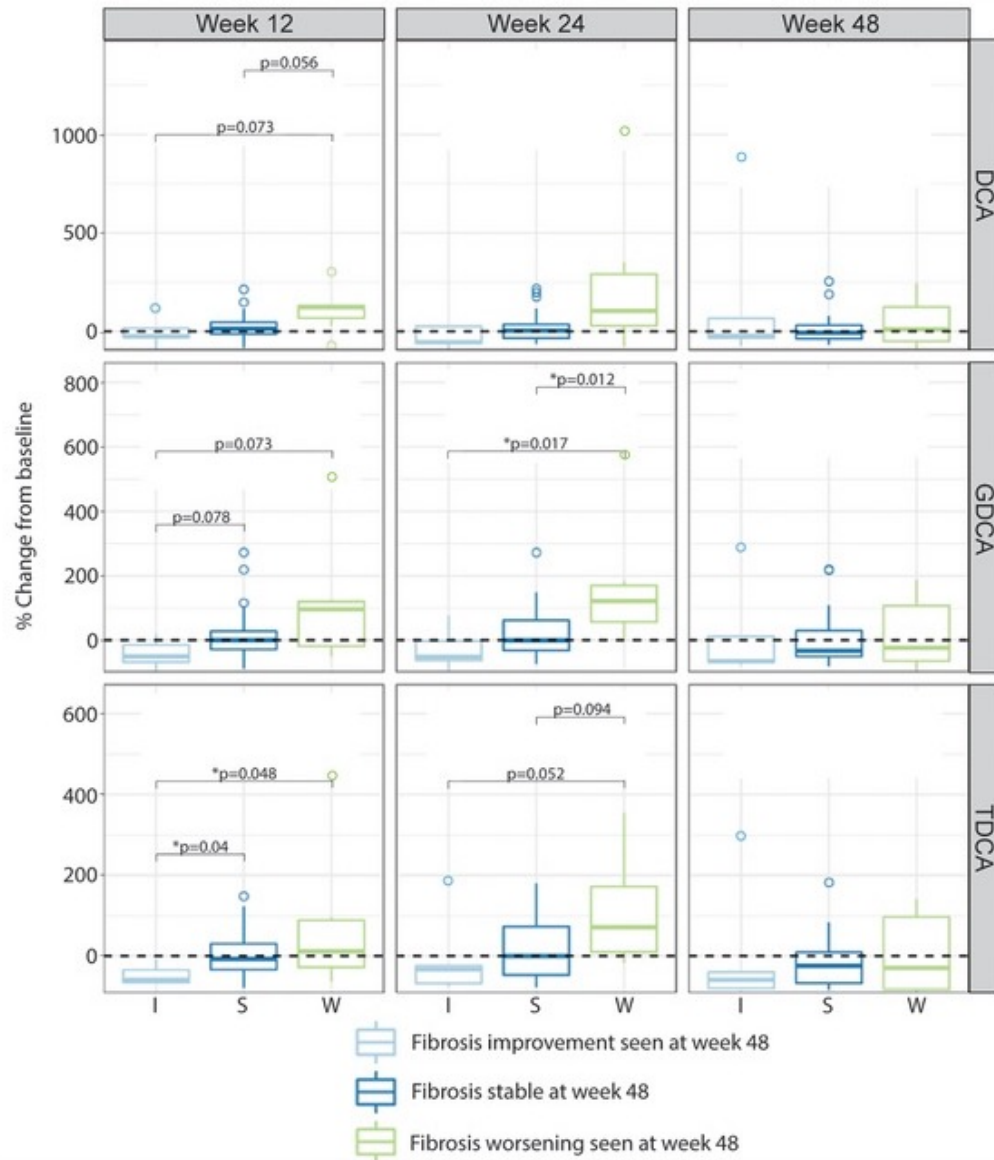 Week 12
Week 24
Week 48
p=0.056
p=0.073
1000
500
0
DCA
% Change from baseline
*p=0.012
p=0.073
*p=0.017
p=0.078
800
600
400
200
0
GDCA
p=0.094
*p=0.048
p=0.052
*p=0.04
600
400
200
0
TDCA
I S W I S W I S W
Fibrosis improvement seen at week 48
Fibrosis stable at week 48
Fibrosis worsening seen at week 48